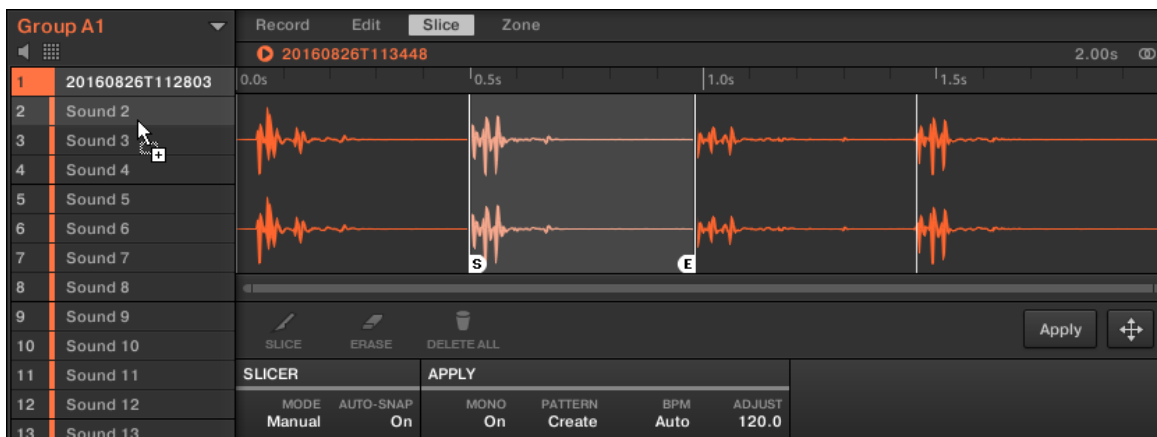 Group A1
Record Edit Slice Zone
20160826T113448 2.00s
1 20160826T112803
0.0s 0.5s 1.0s 1.5s
2 Sound 2
3 Sound 3
4 Sound 4
5 Sound 5
6 Sound 6
7 Sound 7
S E
8 Sound 8
9 Sound 9
10 Sound 10
11 Sound 11
12 Sound 12
13 Sound 13
SLICE ERASE DELETE ALL
Apply
SLICER APPLY
MODE AUTO-SNAP MONO PATTERN BPM ADJUST
Manual On On Create Auto 120.0